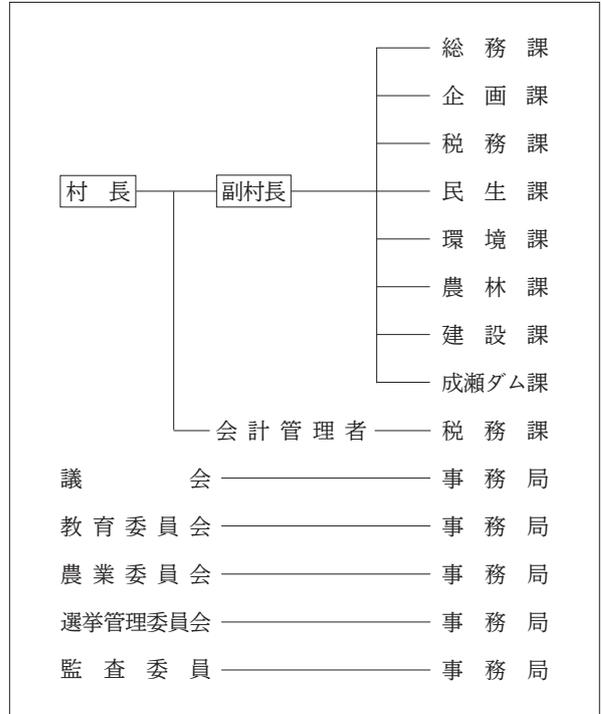 総務課
企画課
税務課
村長 副村長 民生課
環境課
農林課
建設課
成瀬ダム課
会計管理者 税務課
議会 事務局
教育委員会 事務局
農業委員会 事務局
選挙管理委員会 事務局
監査委員 事務局